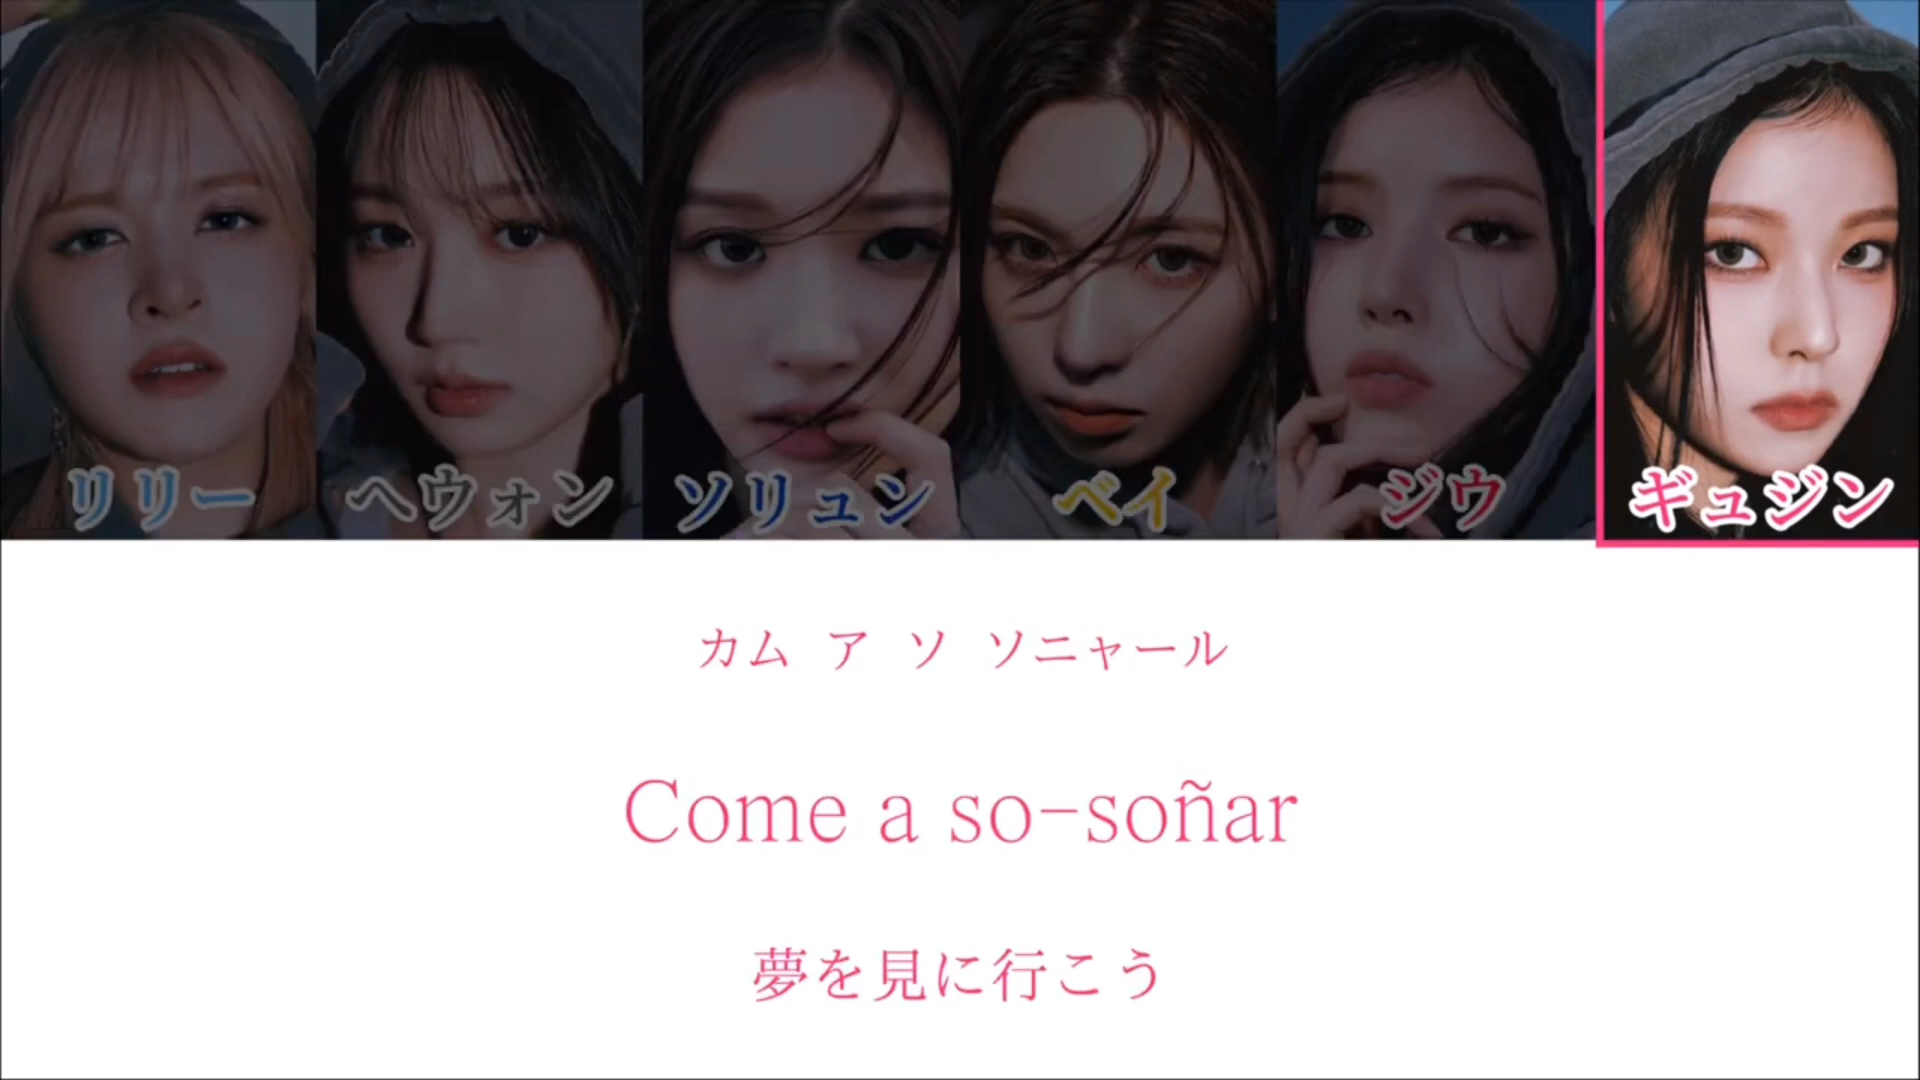 リリー
ヘウォン
ソリュン
ベイ
ジウ
ギュジン
カム ア ソ ソニャール
Come a so-soñar
夢を見に行こう